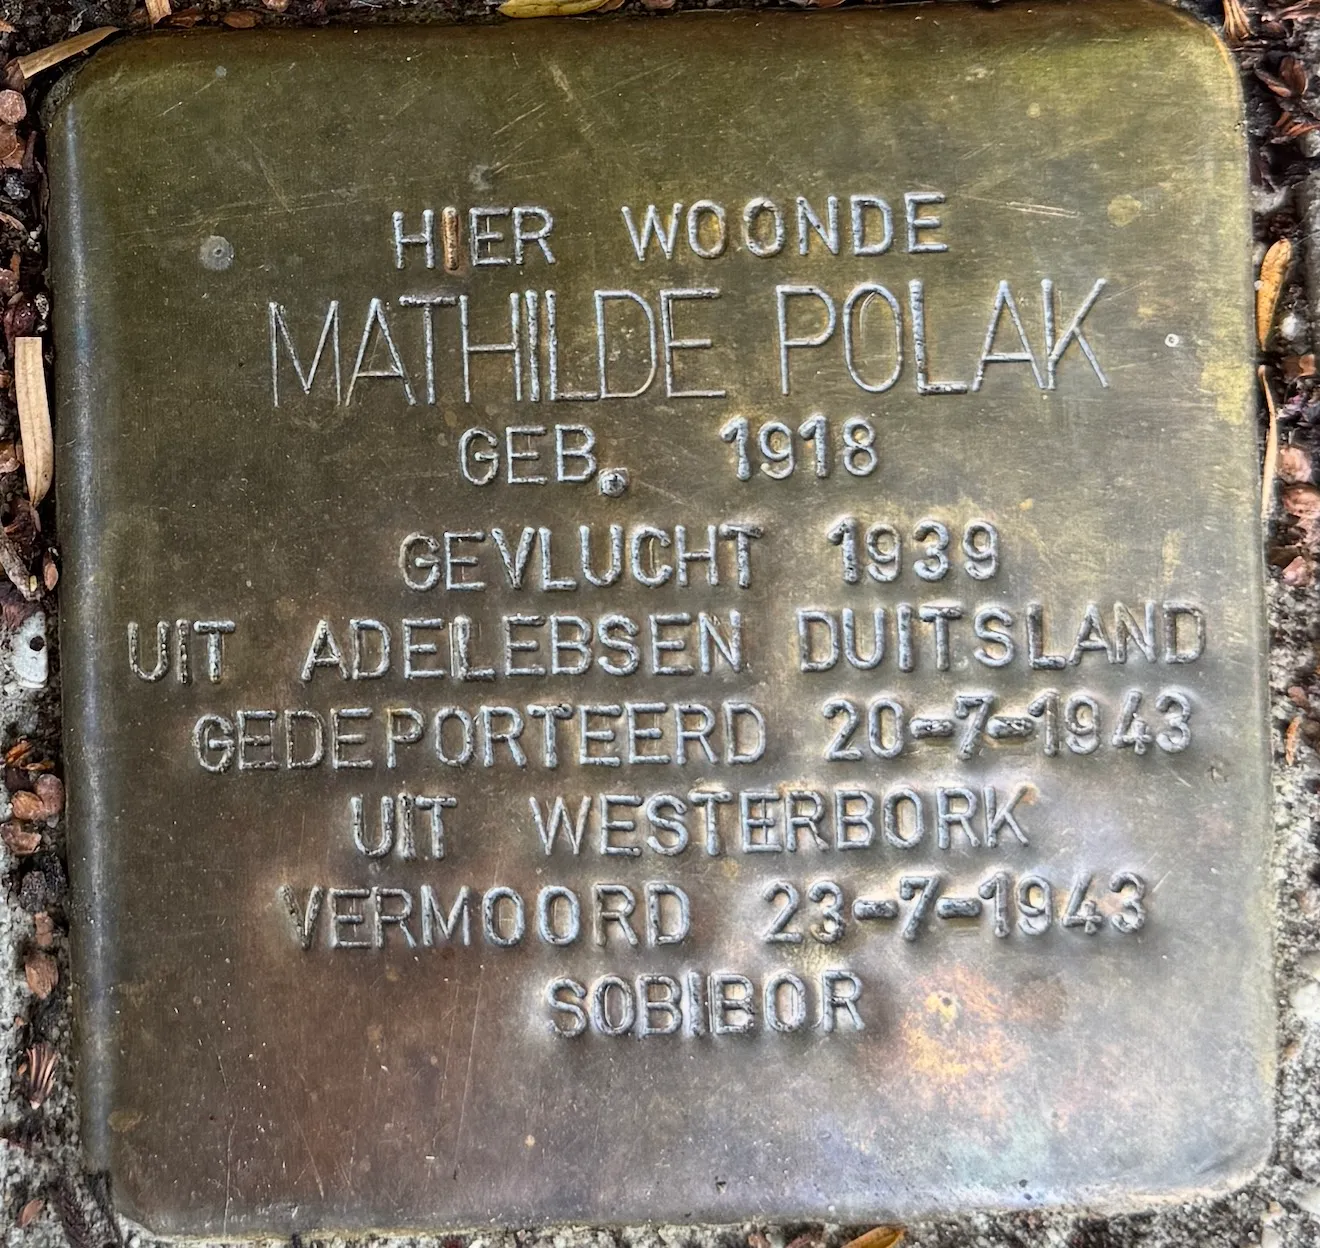 HIER WOONDE
MATHILDE POLAK
GEB. 1918
GEVLUCHT 1939
UIT ADELEBSEN DUITSLAND
GEDEPORTEERD 20-7-1943
UIT WESTERBORK
VERMOORD 23-7-1943
SOBIBOR